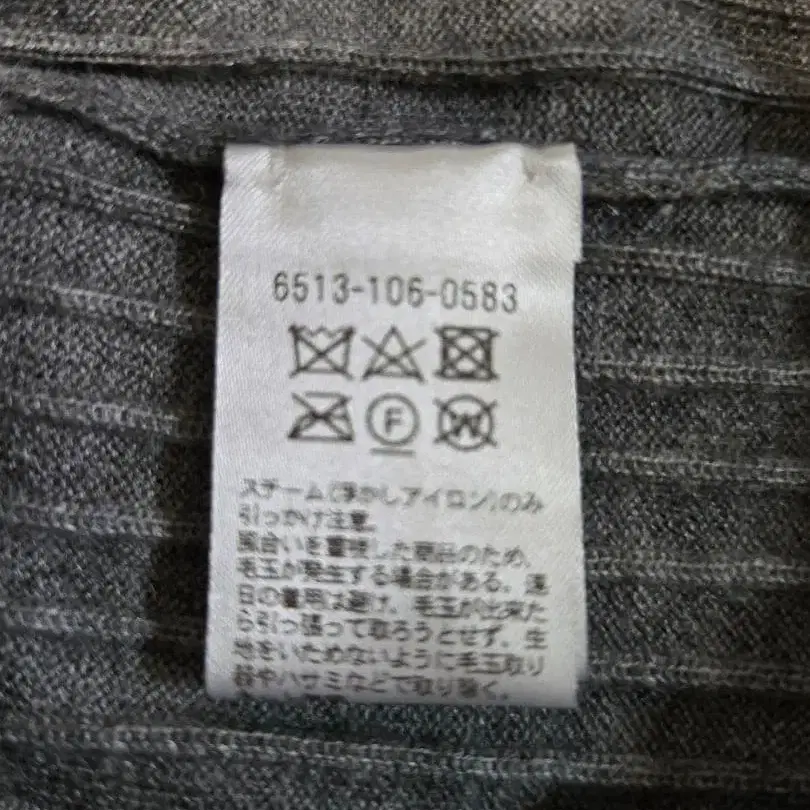 6513-106-0583
F
W
スチーム(浮かしアイロン)のみ
引っかけ注意。
風合いを重視した商品のため、
毛玉が発生する場合がある。連
日の着用は避け、毛玉が出来た
ら引っ張って取ろうとせず、生
地をいためないように毛玉取り
器やハサミなどで取り除く。